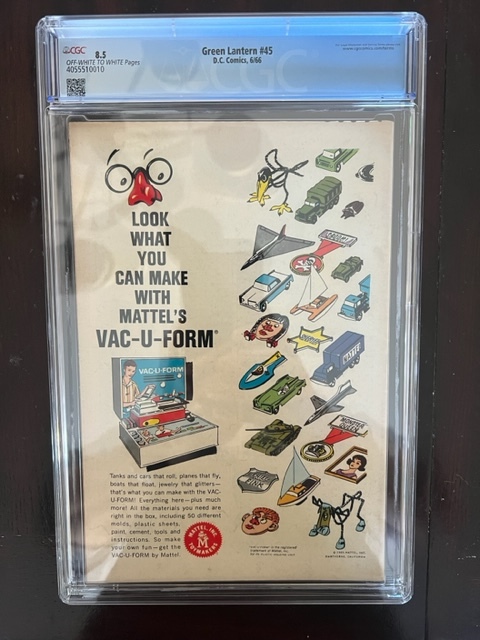 CGC 8.5
OFF-WHITE TO WHITE Pages
4055510010
Green Lantern #45
D.C. Comics, 6/66
LOOK
WHAT
YOU
CAN MAKE
WITH
MATTEL'S
VAC-U-FORM®
VAC-U-FORM
MATTEL
Tanks and cars that roll, planes that fly,
boats that float, jewelry that glitters—
that's what you can make with the VAC-
U-FORM! Everything here—plus much
more! All the materials you need are
right in the box, including 50 different
molds, plastic sheets,
paint, cement, tools and
instructions. So make
your own fun—get the
VAC-U-FORM by Mattel
MATTEL, INC.
M
TOYMAKERS